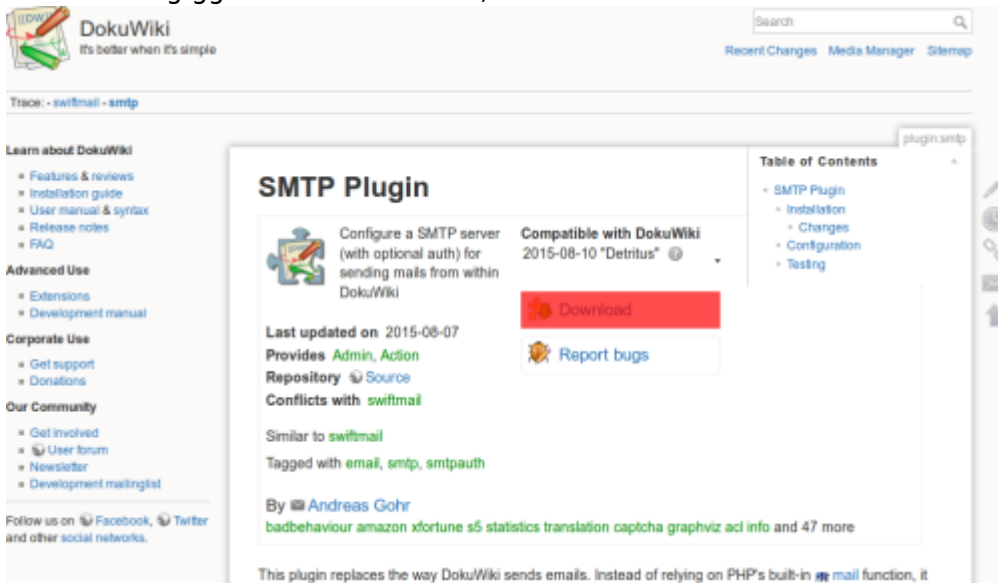 DokuWiki
It's better when it's simple
Search
Recent Changes Media Manager Sitemap
Trace: • swiftmail • smtp
plugin:smtp
Learn about DokuWiki
Features & reviews
Installation guide
User manual & syntax
Release notes
FAQ
Advanced Use
Extensions
Development manual
Corporate Use
Get support
Donations
Our Community
Get involved
User forum
Newsletter
Development mailinglist
Follow us on Facebook, Twitter
and other social networks.
SMTP Plugin
Configure a SMTP server
(with optional auth) for
sending mails from within
DokuWiki
Compatible with DokuWiki
2015-08-10 "Detritus"
Download
Report bugs
Last updated on 2015-08-07
Provides Admin, Action
Repository Source
Conflicts with swiftmail
Similar to swiftmail
Tagged with email, smtp, smtpauth
By Andreas Gohr
badbehaviour amazon xfortune s5 statistics translation captcha graphviz acl info and 47 more
Table of Contents
SMTP Plugin
Installation
Changes
Configuration
Testing
This plugin replaces the way DokuWiki sends emails. Instead of relying on PHP's built-in mail function, it